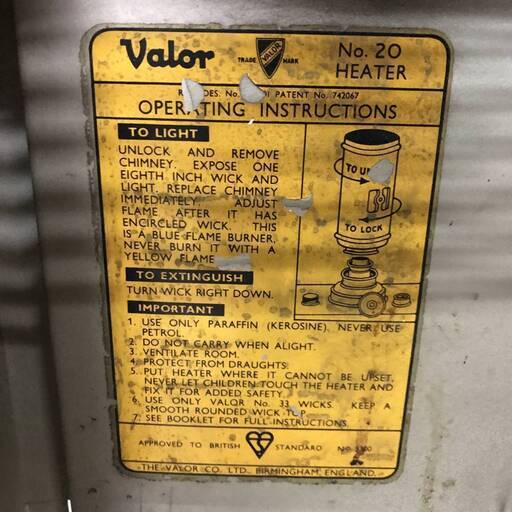 Valor
TRADE VALOR MARK
No. 20
HEATER
DES. No. PATENT No. 742067
OPERATING INSTRUCTIONS
TO LIGHT
UNLOCK AND REMOVE
CHIMNEY. EXPOSE ONE
EIGHTH INCH WICK AND
LIGHT. REPLACE CHIMNEY
IMMEDIATELY ADJUST
FLAME AFTER IT HAS
ENCIRCLED WICK. THIS
IS A BLUE FLAME BURNER,
NEVER BURN IT WITH A
YELLOW FLAME
TO
TO LOCK
TO EXTINGUISH
TURN WICK RIGHT DOWN.
IMPORTANT
1. USE ONLY PARAFFIN (KEROSINE). NEVER USE
PETROL.
2. DO NOT CARRY WHEN ALIGHT.
3. VENTILATE ROOM.
4. PROTECT FROM DRAUGHTS.
5. PUT HEATER WHERE IT CANNOT BE UPSET.
NEVER LET CHILDREN TOUCH THE HEATER AND
FIX IT FOR ADDED SAFETY.
6. USE ONLY VALOR No. 33 WICKS. KEEP A
SMOOTH ROUNDED WICK
7. SEE BOOKLET FOR FULL INSTRUCTIONS.
APPROVED TO BRITISH STANDARD No.
THE VALOR CO. LTD., BIRMINGHAM, ENGLAND.